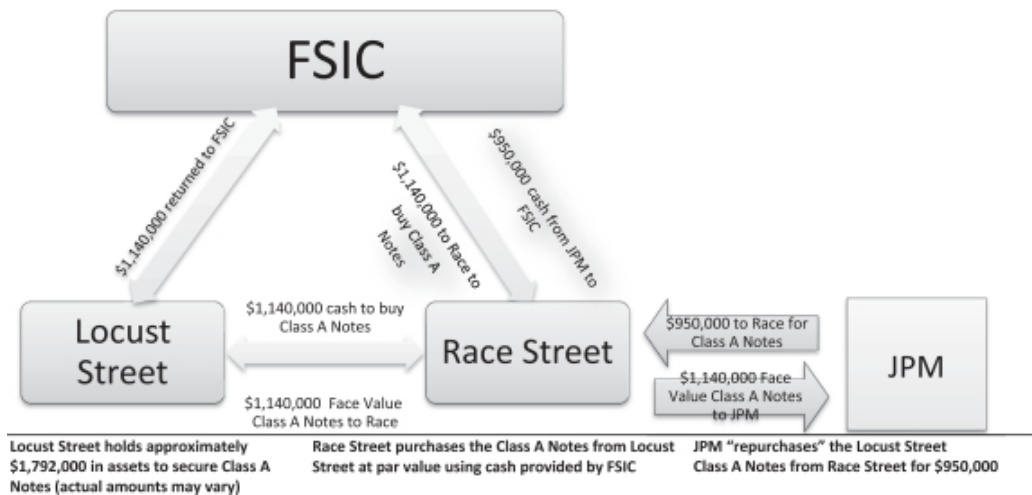 FSIC
$1,140,000 returned to FSIC
$1,140,000 to Race to
buy Class A
Notes
$950,000 cash from JPM to
FSIC
Locust
Street
$1,140,000 cash to buy
Class A Notes
$1,140,000 Face Value
Class A Notes to Race
Race Street
$950,000 to Race for
Class A Notes
$1,140,000 Face
Value Class A Notes
to JPM
JPM
Locust Street holds approximately
$1,792,000 in assets to secure Class A
Notes (actual amounts may vary)
Race Street purchases the Class A Notes from Locust
Street at par value using cash provided by FSIC
JPM “repurchases” the Locust Street
Class A Notes from Race Street for $950,000